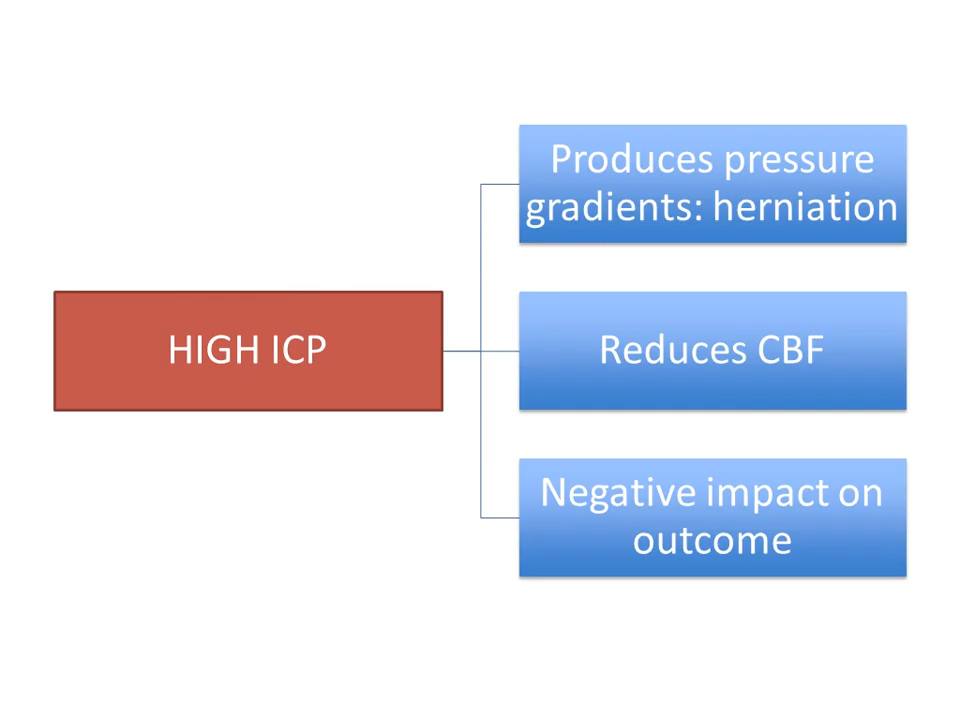 Produces pressure
gradients: herniation
HIGH ICP
Reduces CBF
Negative impact on
outcome